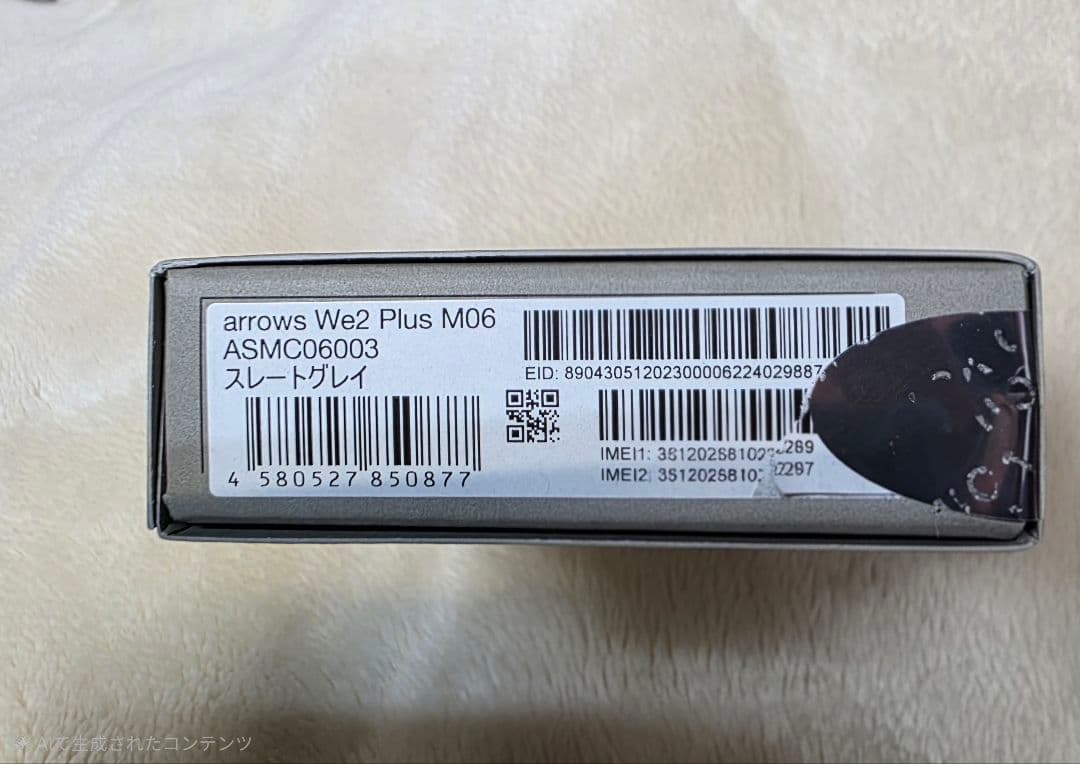 arrows We2 Plus M06
ASMC06003
スレートグレイ
4 580527 850877
EID: 89043051202300006224029887
IMEI1:
IMEI2:
AIで生成されたコンテンツ